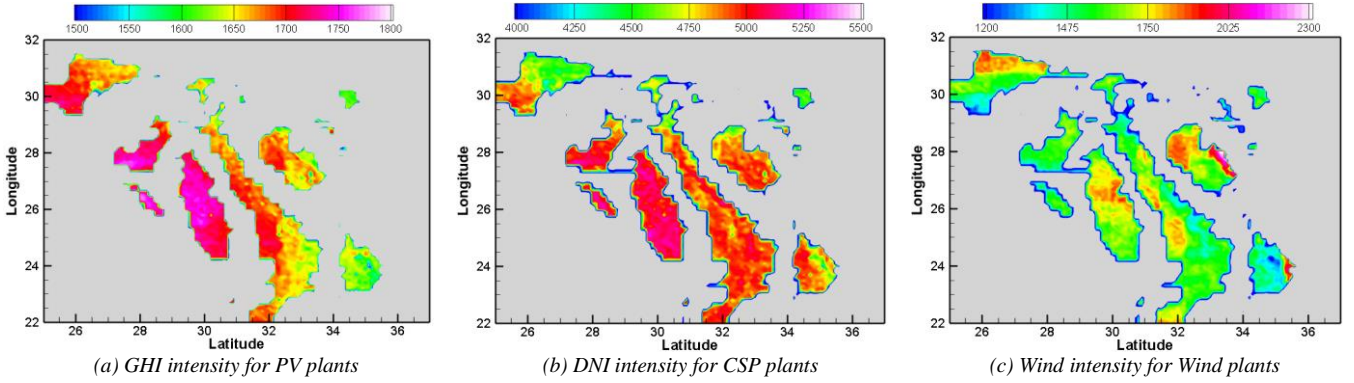 1500 1550 1600 1650 1700 1750 1800
4000 4250 4500 4750 5000 5250 5500
1200 1475 1750 2025 2300
32
30
28
26
24
22
Longitude
26 28 30 32 34 36
Latitude
32
30
28
26
24
22
Longitude
26 28 30 32 34 36
Latitude
32
30
28
26
24
22
Longitude
26 28 30 32 34 36
Latitude
(a) GHI intensity for PV plants
(b) DNI intensity for CSP plants
(c) Wind intensity for Wind plants